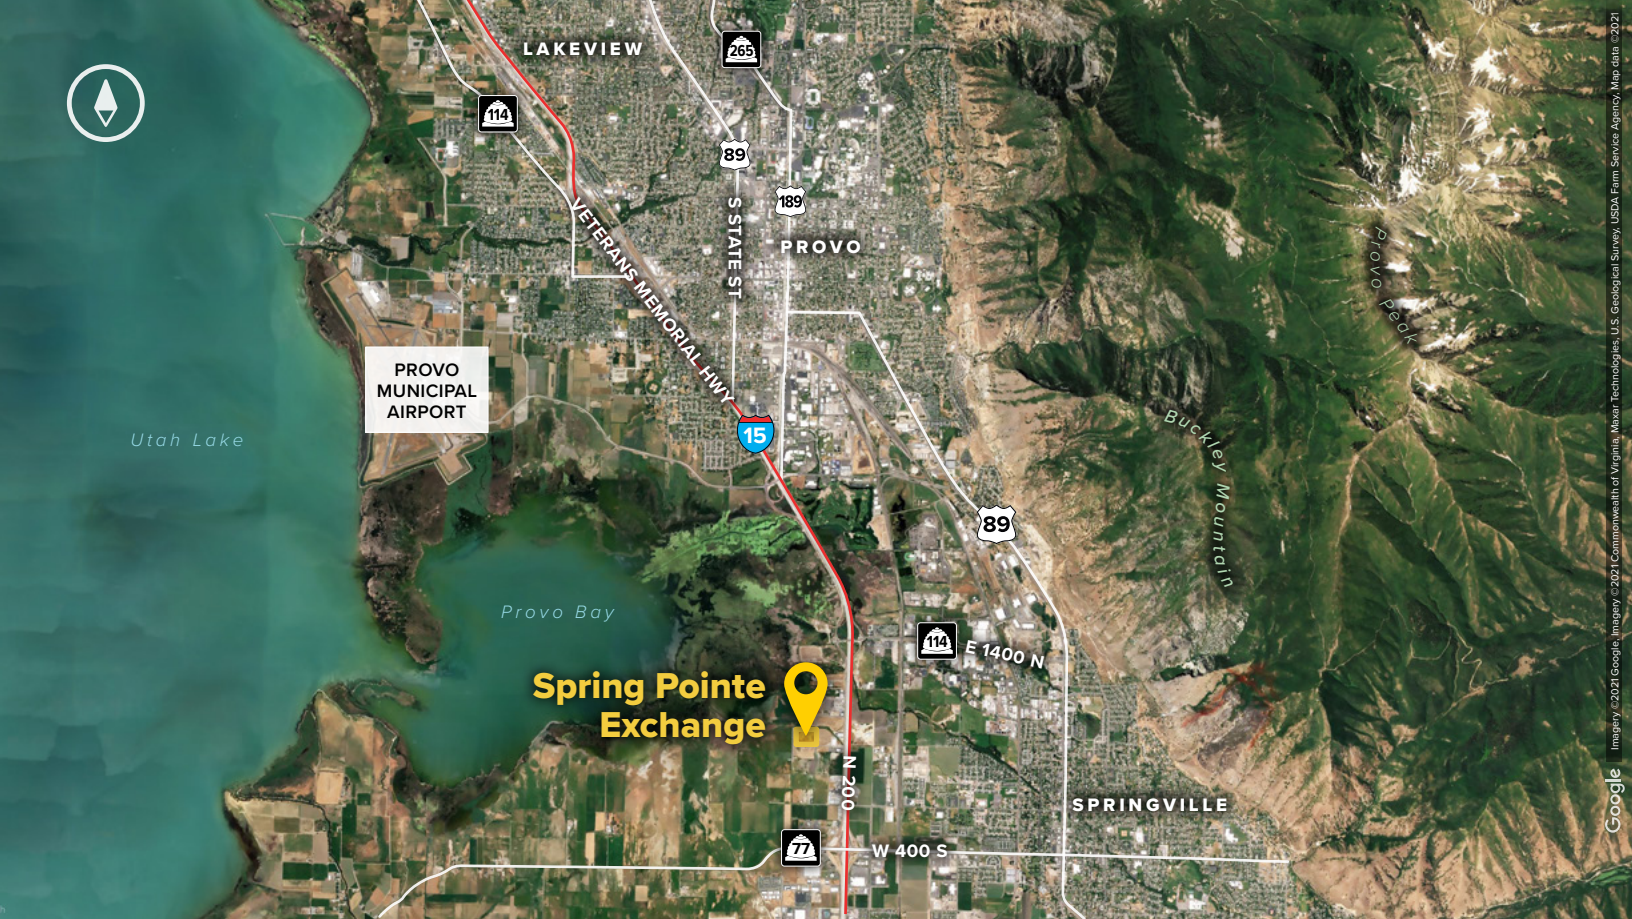 LAKEVIEW
265
114
89
189
S STATE ST
PROVO
VETERANS MEMORIAL HWY
Provo Peak
PROVO
MUNICIPAL
AIRPORT
Utah Lake
15
Buckley Mountain
89
Provo Bay
114
E 1400 N
Spring Pointe
Exchange
N 200
SPRINGVILLE
77
W 400 S
Imagery ©2021 Google, Imagery ©2021 Commonwealth of Virginia, Maxar Technologies, U.S. Geological Survey, USDA Farm Service Agency, Map data ©2021
Google